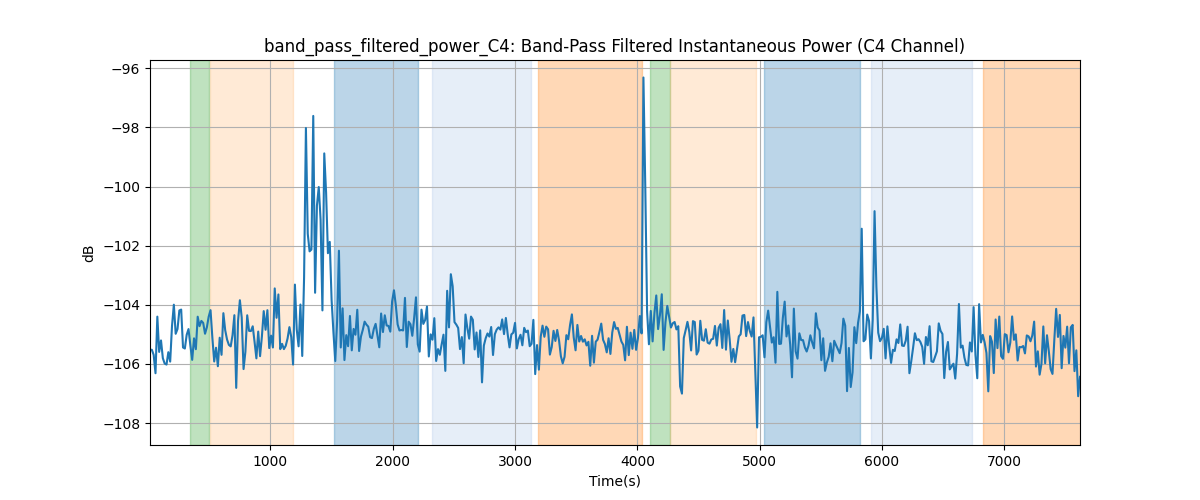 band_pass_filtered_power_C4: Band-Pass Filtered Instantaneous Power (C4 Channel)
−96
−98
−100
−102
−104
−106
−108
dB
1000 2000 3000 4000 5000 6000 7000
Time(s)